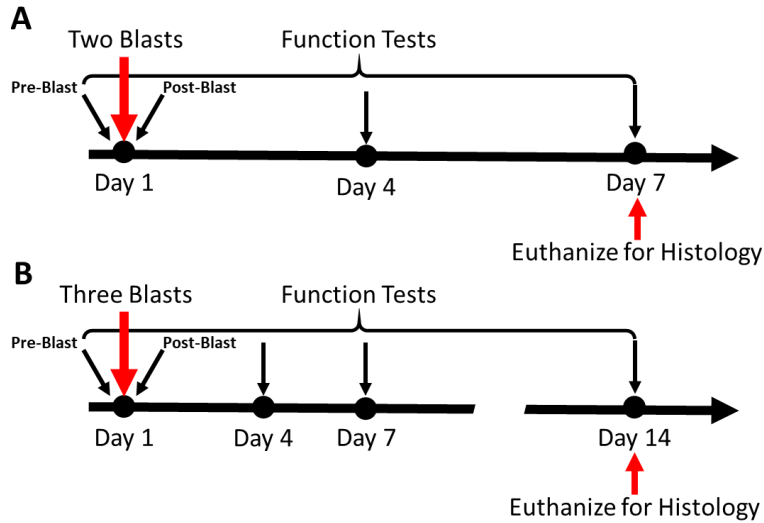 A
Two Blasts Function Tests
Pre-Blast Post-Blast
Day 1 Day 4 Day 7
Euthanize for Histology
B
Three Blasts Function Tests
Pre-Blast Post-Blast
Day 1 Day 4 Day 7 Day 14
Euthanize for Histology